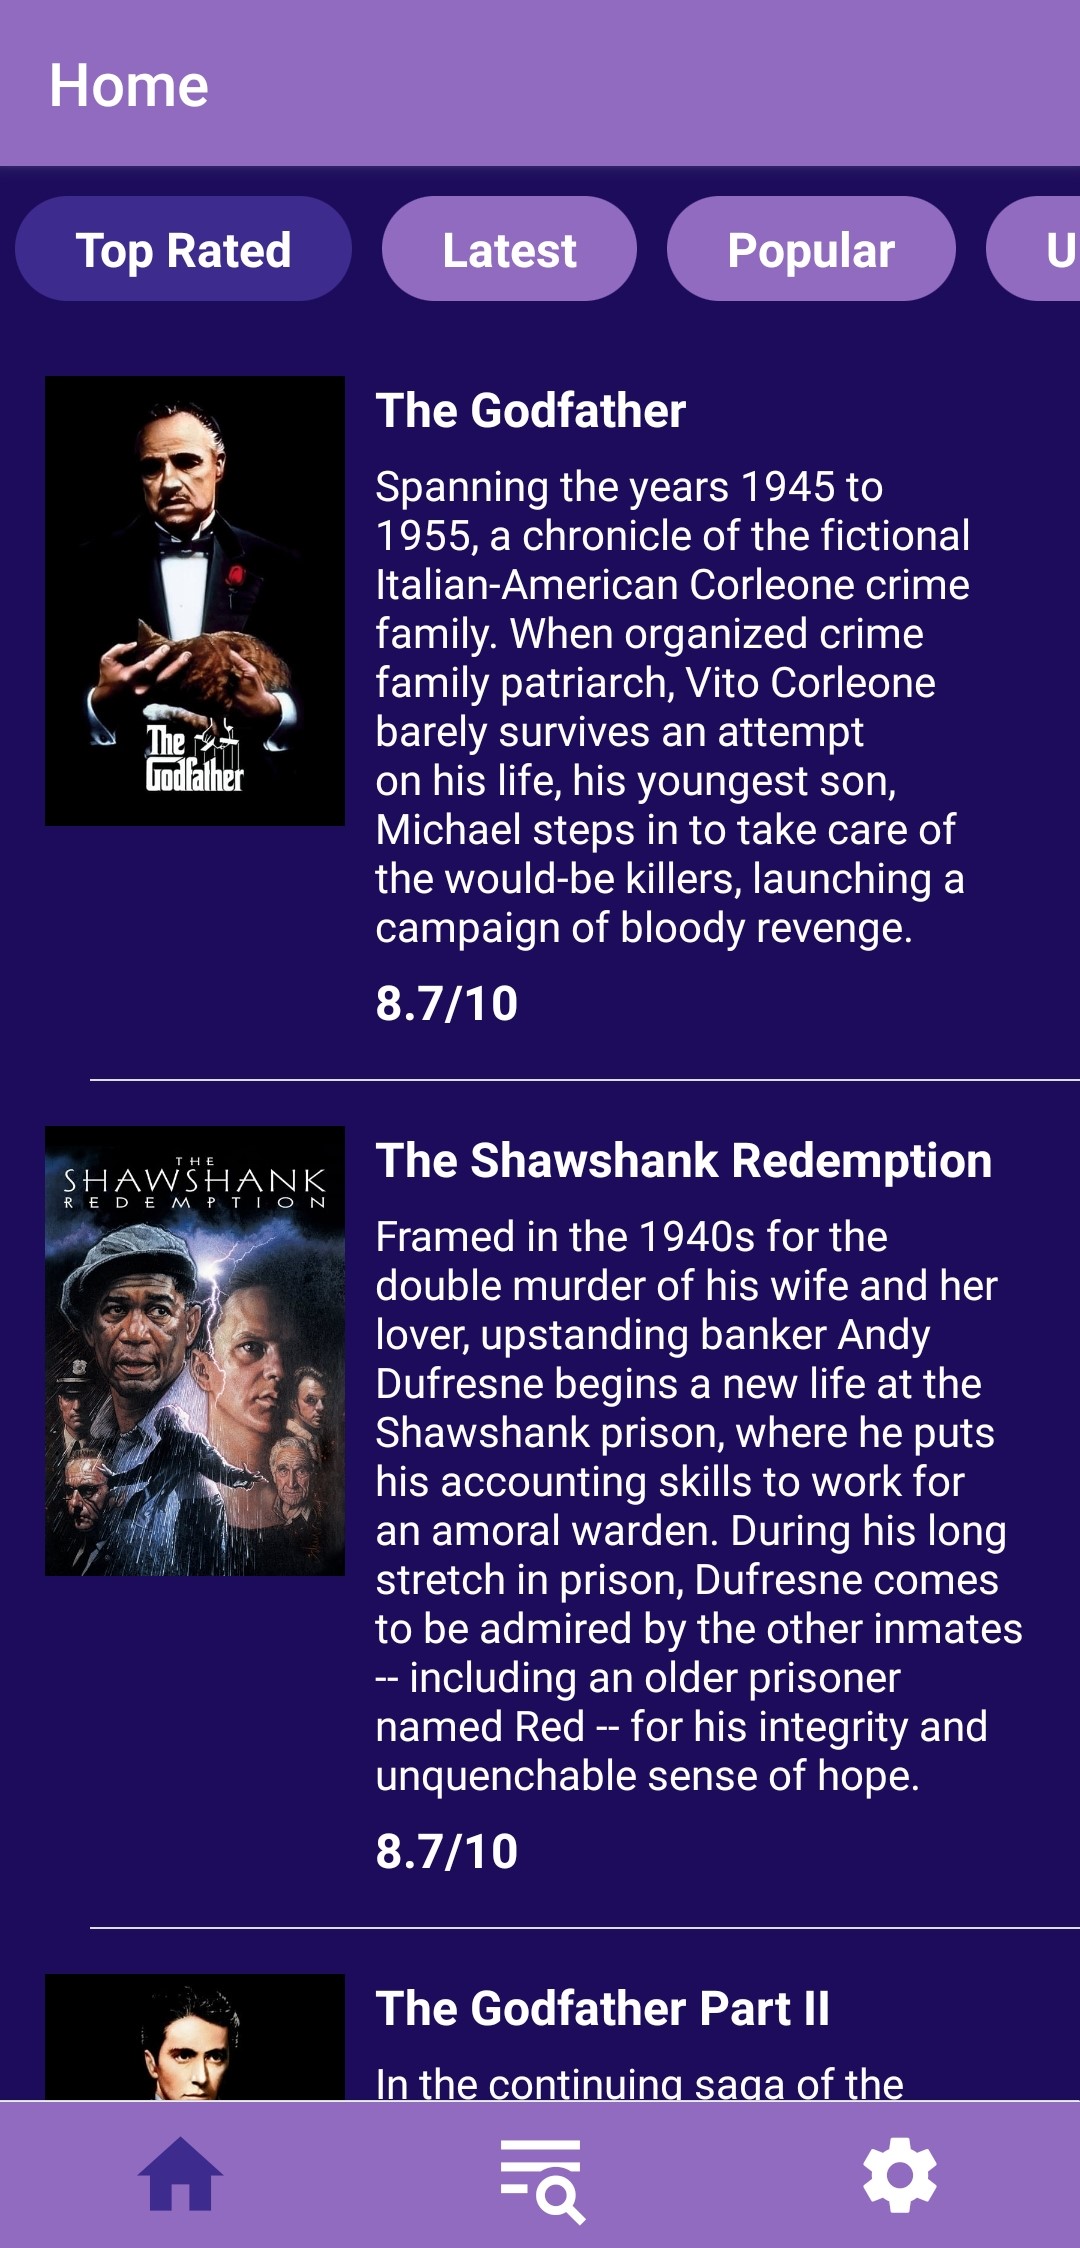 Home
Top Rated
Latest
Popular
U
The Godfather
Spanning the years 1945 to
1955, a chronicle of the fictional
Italian-American Corleone crime
family. When organized crime
family patriarch, Vito Corleone
barely survives an attempt
on his life, his youngest son,
Michael steps in to take care of
the would-be killers, launching a
campaign of bloody revenge.
8.7/10
The
Godfather
The Shawshank Redemption
Framed in the 1940s for the
double murder of his wife and her
lover, upstanding banker Andy
Dufresne begins a new life at the
Shawshank prison, where he puts
his accounting skills to work for
an amoral warden. During his long
stretch in prison, Dufresne comes
to be admired by the other inmates
-- including an older prisoner
named Red -- for his integrity and
unquenchable sense of hope.
8.7/10
THE
SHAWSHANK
REDEMPTION
The Godfather Part II
In the continuing saga of the